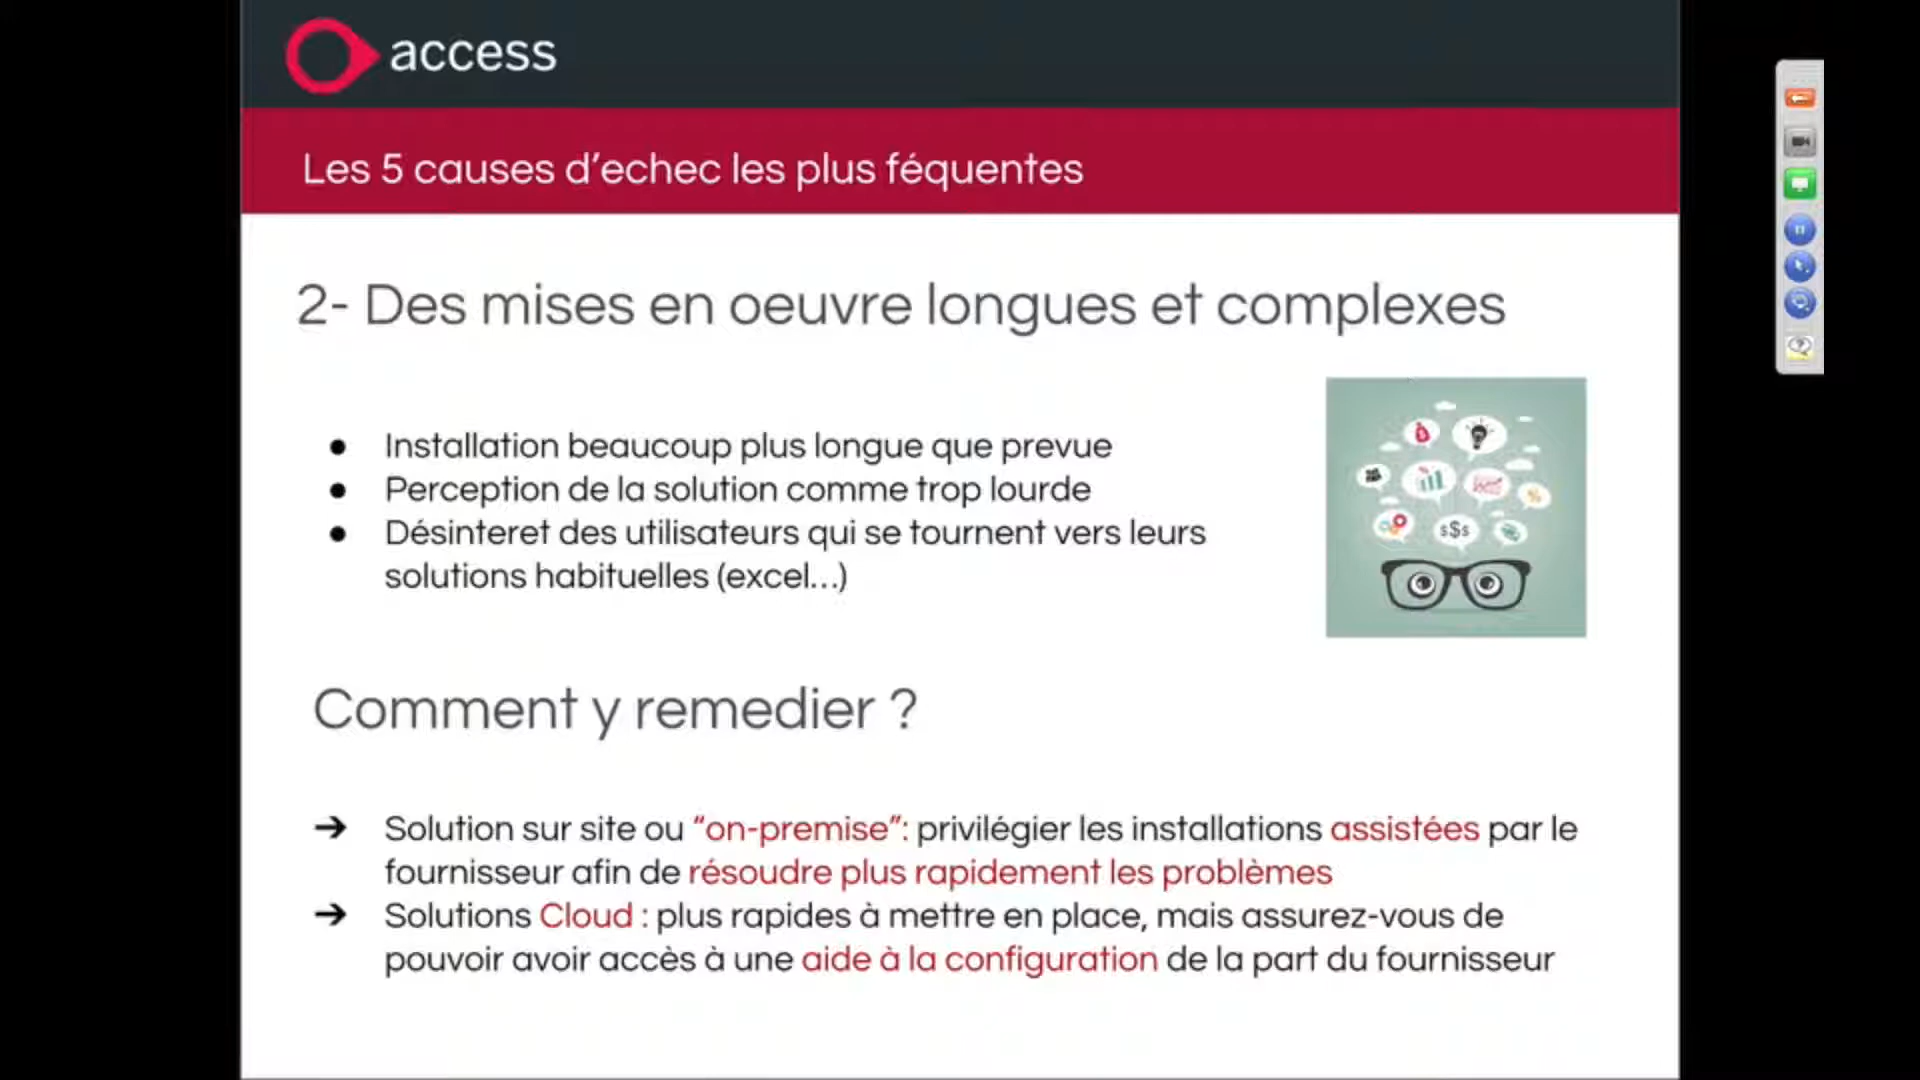 access
Les 5 causes d’echec les plus féquentes
2- Des mises en oeuvre longues et complexes
● Installation beaucoup plus longue que prevue
● Perception de la solution comme trop lourde
● Désinteret des utilisateurs qui se tournent vers leurs
solutions habituelles (excel...)
$$$
%
Comment y remedier ?
➔ Solution sur site ou “on-premise”: privilégier les installations assistées par le
fournisseur afin de résoudre plus rapidement les problèmes
➔ Solutions Cloud : plus rapides à mettre en place, mais assurez-vous de
pouvoir avoir accès à une aide à la configuration de la part du fournisseur